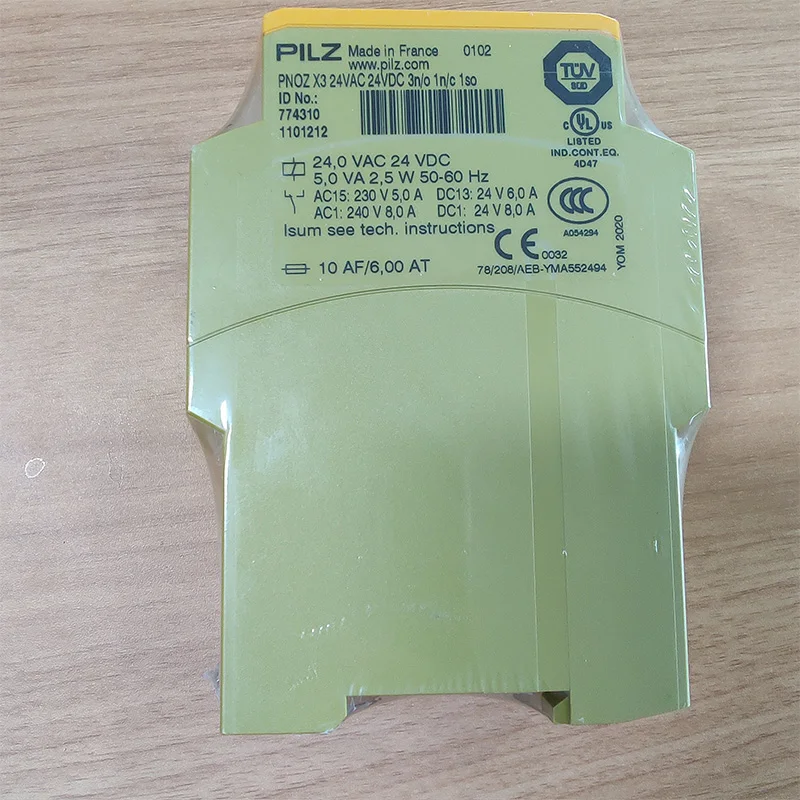 PILZ Made in France 0102
www.pilz.com
PNOZ X3 24VAC 24VDC 3n/o 1n/c 1so
ID No.:
774310
1101212
TÜV
SÜD
C UL US
LISTED
IND.CONT.EQ.
4D47
24,0 VAC 24 VDC
5,0 VA 2,5 W 50-60 Hz
AC15: 230 V 5,0 A DC13: 24 V 6,0 A
AC1: 240 V 8,0 A DC1: 24 V 8,0 A
Isum see tech. instructions
CCC
A054294
CE 0032
YOM 2020
10 AF/6,00 AT
78/208/AEB-YMA552494